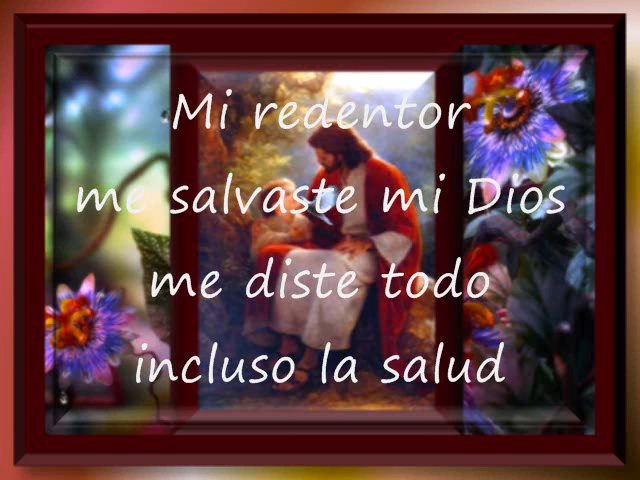 Mi redentor
me salvaste mi Dios
me diste todo
incluso la salud